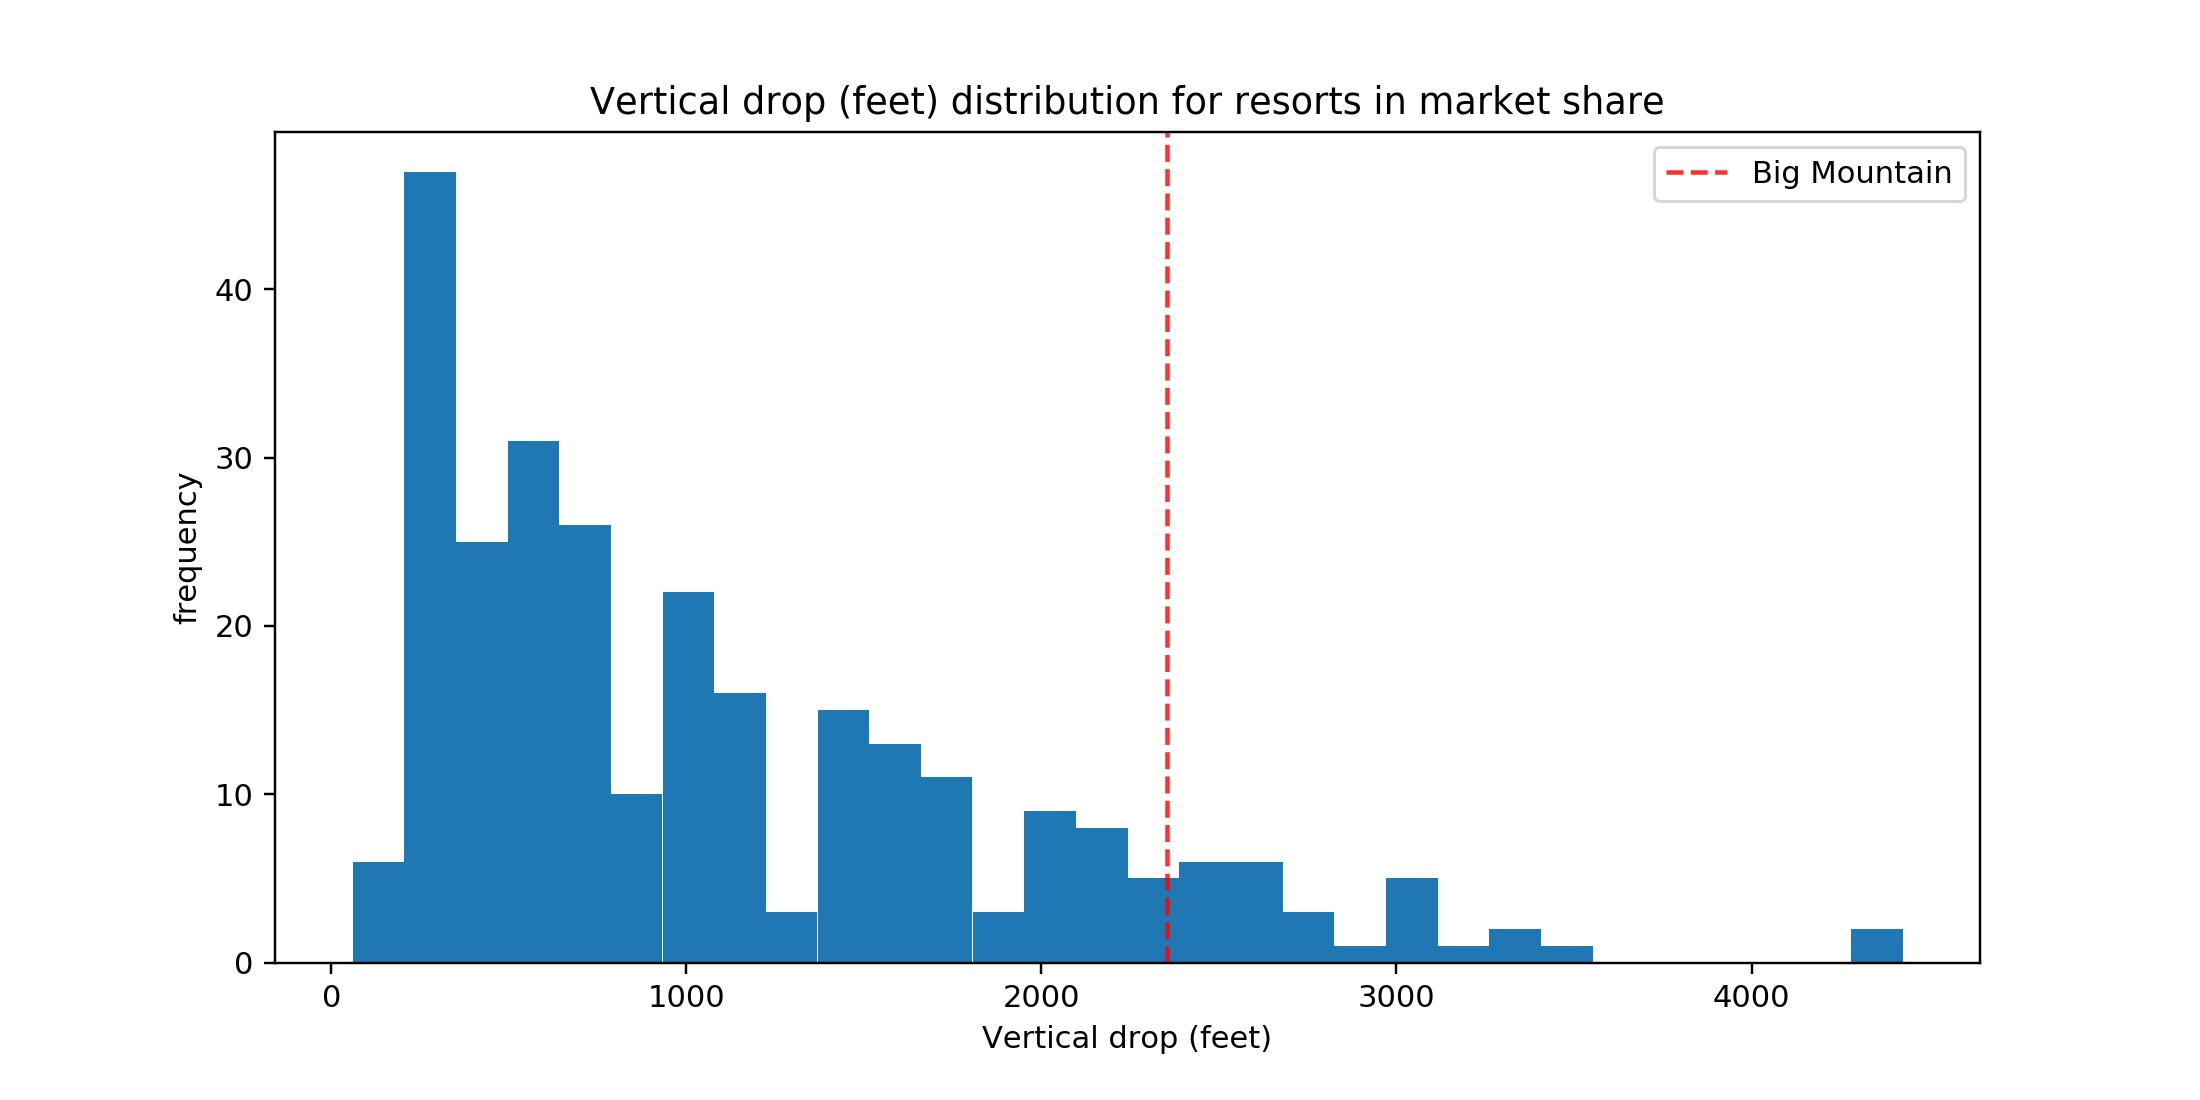 Vertical drop (feet) distribution for resorts in market share
Big Mountain
frequency
40
30
20
10
0
0 1000 2000 3000 4000
Vertical drop (feet)